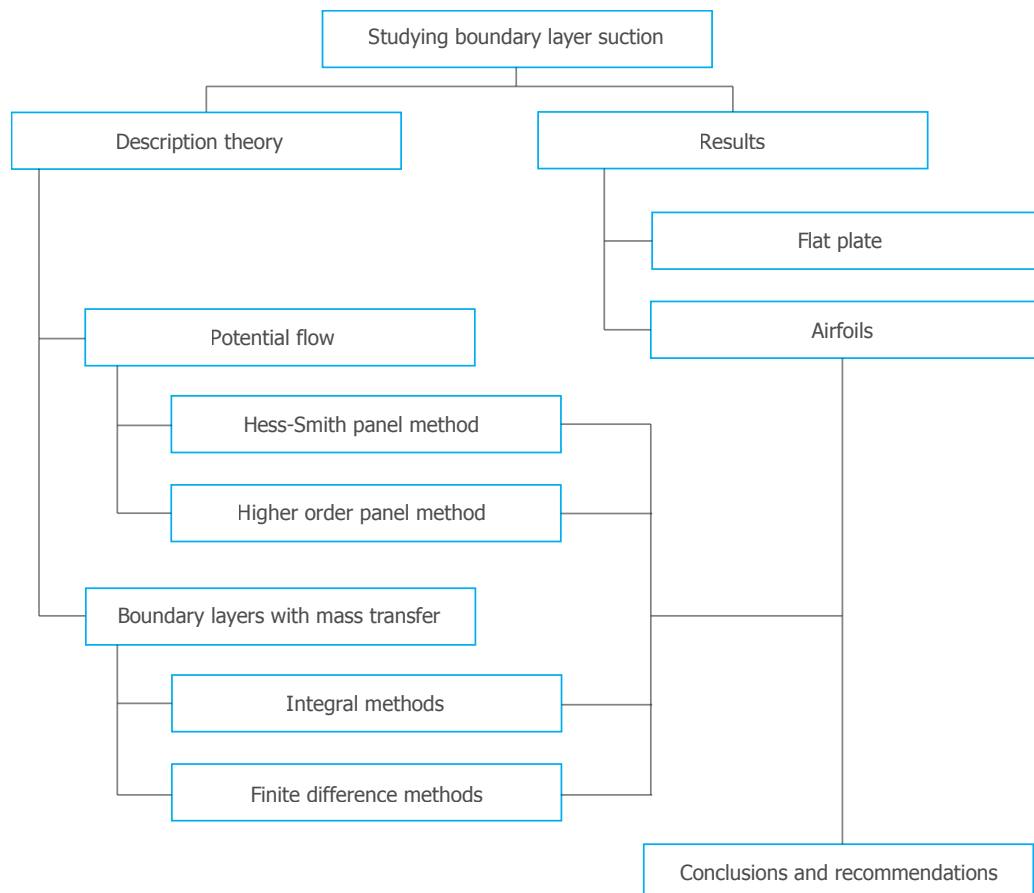 Studying boundary layer suction
Description theory
Results
Flat plate
Airfoils
Potential flow
Hess-Smith panel method
Higher order panel method
Boundary layers with mass transfer
Integral methods
Finite difference methods
Conclusions and recommendations